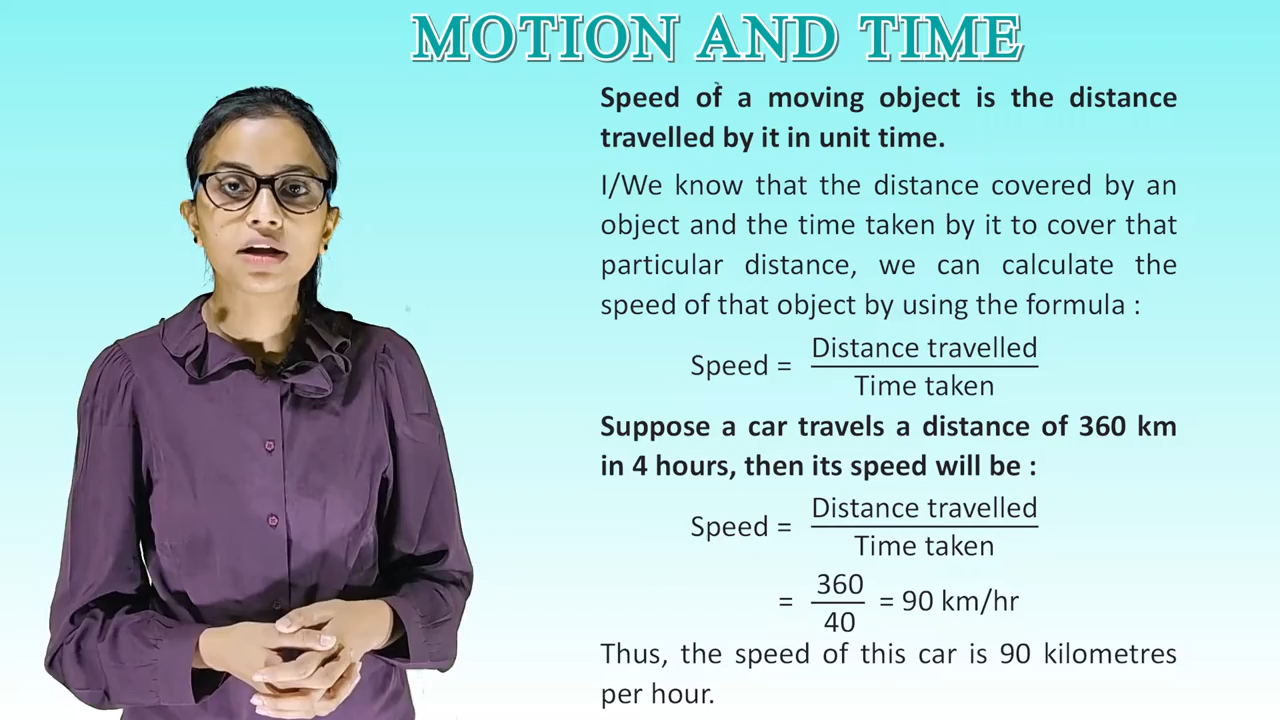 MOTION AND TIME
Speed of a moving object is the distance
travelled by it in unit time.
I/We know that the distance covered by an
object and the time taken by it to cover that
particular distance, we can calculate the
speed of that object by using the formula :
Speed = Distance travelled
Time taken
Suppose a car travels a distance of 360 km
in 4 hours, then its speed will be :
Speed = Distance travelled
Time taken
= 360 = 90 km/hr
40
Thus, the speed of this car is 90 kilometres
per hour.